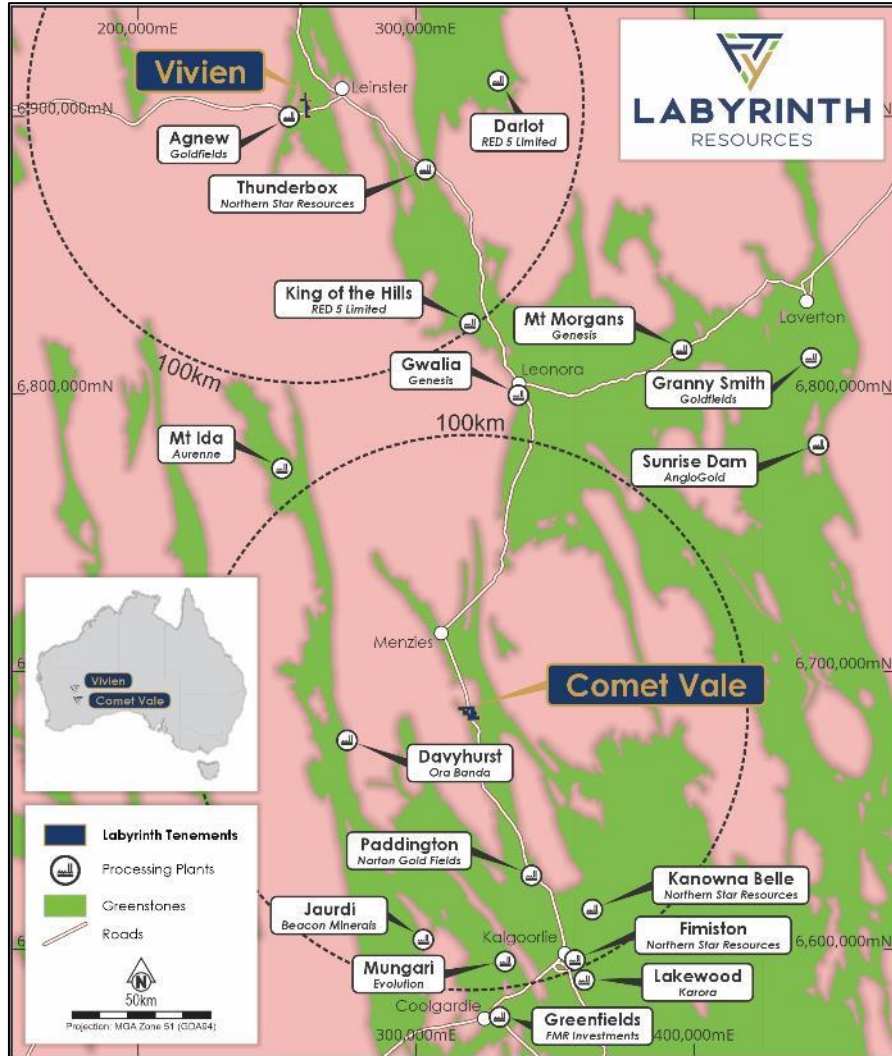 200,000mE
300,000mE
Vivien
Leinster
6,900,000mN
Agnew
Goldfields
Darlot
RED 5 Limited
LABYRINTH
RESOURCES
Thunderbox
Northern Star Resources
King of the Hills
RED 5 Limited
Mt Morgans
Genesis
Laverton
100km
Gwalia
Genesis
Leonora
Granny Smith
Goldfields
6,800,000mN
6,800,000mN
100km
Mt Ida
Aurenne
Sunrise Dam
AngloGold
Menzies
6,
6,700,000mN
Vivien
Comet Vale
Comet Vale
Davyhurst
Ora Banda
Labyrinth Tenements
Processing Plants
Greenstones
Roads
N
50km
Projection: MGA Zone 51 (GDA94)
Paddington
Norton Gold Fields
Kanowna Belle
Northern Star Resources
Jaurdi
Beacon Minerals
Kalgoorlie
Fimiston
Northern Star Resources
6,600,000mN
Mungari
Evolution
Lakewood
Karora
Coolgardie
Greenfields
FMR Investments
300,000mE
400,000mE